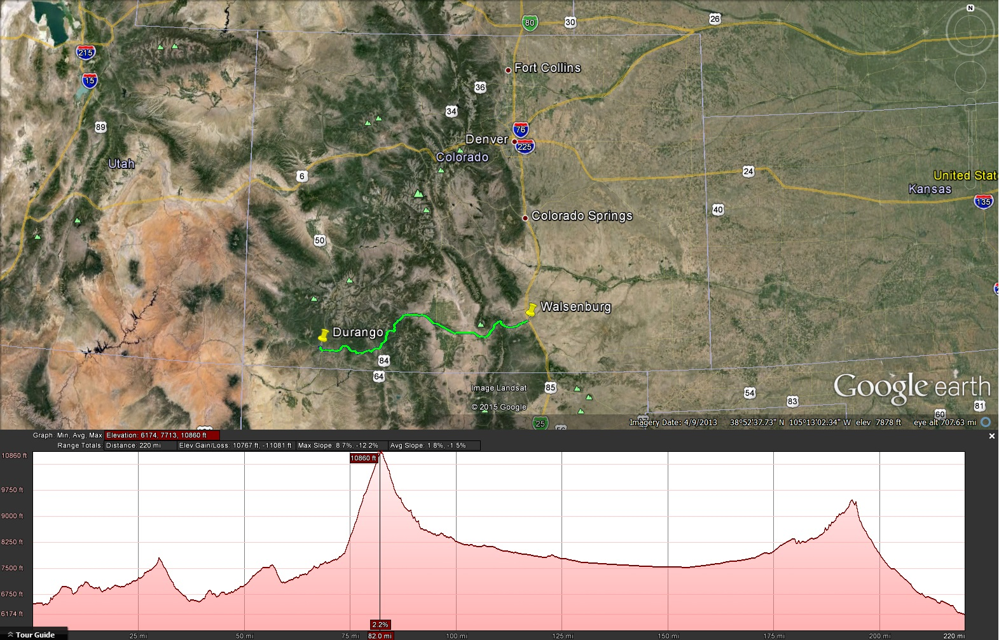 N
80
30
26
215
Fort Collins
15
36
34
89
76
Denver
225
Colorado
Utah
6
24
United Stat
Kansas
135
40
Colorado Springs
50
Walsenburg
Durango
84
64
Image Landsat
85
Google earth
54
83
81
© 2015 Google
60
25
Imagery Date: 4/9/2013 38°52'37.73" N 105°13'02.34" W elev 7878 ft eye alt 707.63 mi
Graph: Min, Avg, Max Elevation: 6174, 7713, 10860 ft
Range Totals: Distance: 220 mi Elev Gain/Loss: 10767 ft, -11081 ft Max Slope: 8.7%, -12.2% Avg Slope: 1.8%, -1.5%
10860 ft
10860 ft
9750 ft
9000 ft
8250 ft
7500 ft
6750 ft
6174 ft
2.2%
Tour Guide
25 mi 50 mi 75 mi 82.0 mi 100 mi 125 mi 150 mi 175 mi 200 mi 220 mi